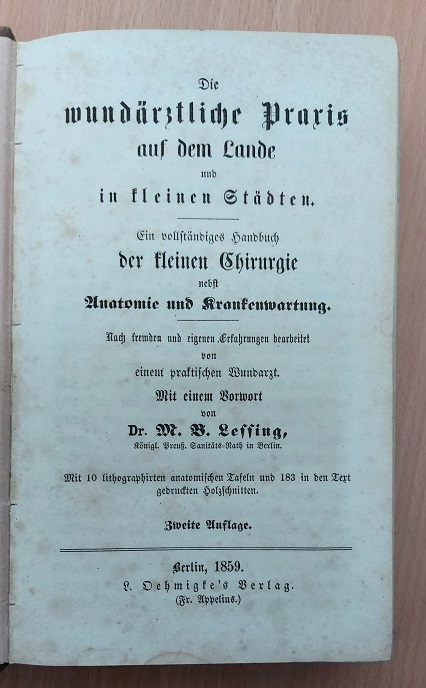 Die
wundärztliche Praxis
auf dem Lande
und
in kleinen Städten.
Ein vollständiges Handbuch
der kleinen Chirurgie
nebst
Anatomie und Krankenwartung.
Nach fremden und eigenen Erfahrungen bearbeitet
von
einem praktischen Wundarzt.
Mit einem Vorwort
von
Dr. M. B. Lessing,
Königl. Preuß. Sanitäts-Rath in Berlin.
Mit 10 lithographirten anatomischen Tafeln und 183 in den Text
gedruckten Holzschnitten.
Zweite Auflage.
Berlin, 1859.
L. Oehmigke's Verlag.
(Fr. Appelius.)